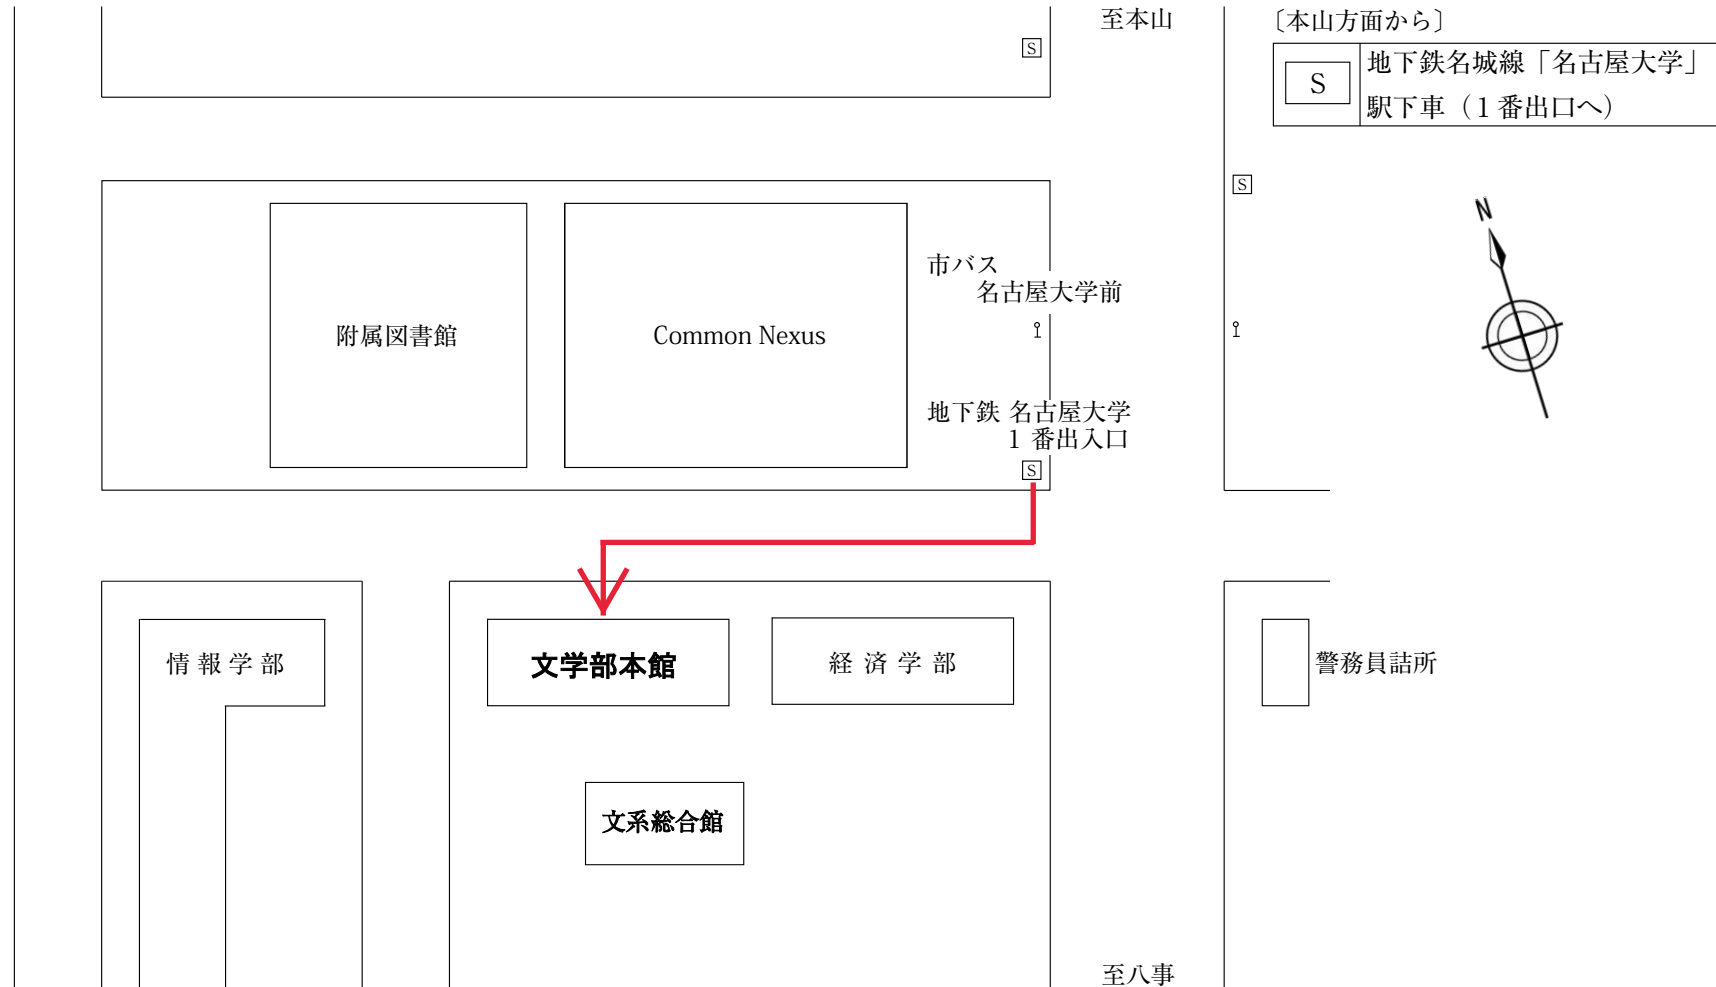 至本山
〔本山方面から〕
S
S
地下鉄名城線「名古屋大学」
駅下車（１番出口へ）
S
N
市バス
名古屋大学前
附属図書館
Common Nexus
地下鉄 名古屋大学
１番出入口
S
情報学部
文学部本館
経済学部
警務員詰所
文系総合館
至八事